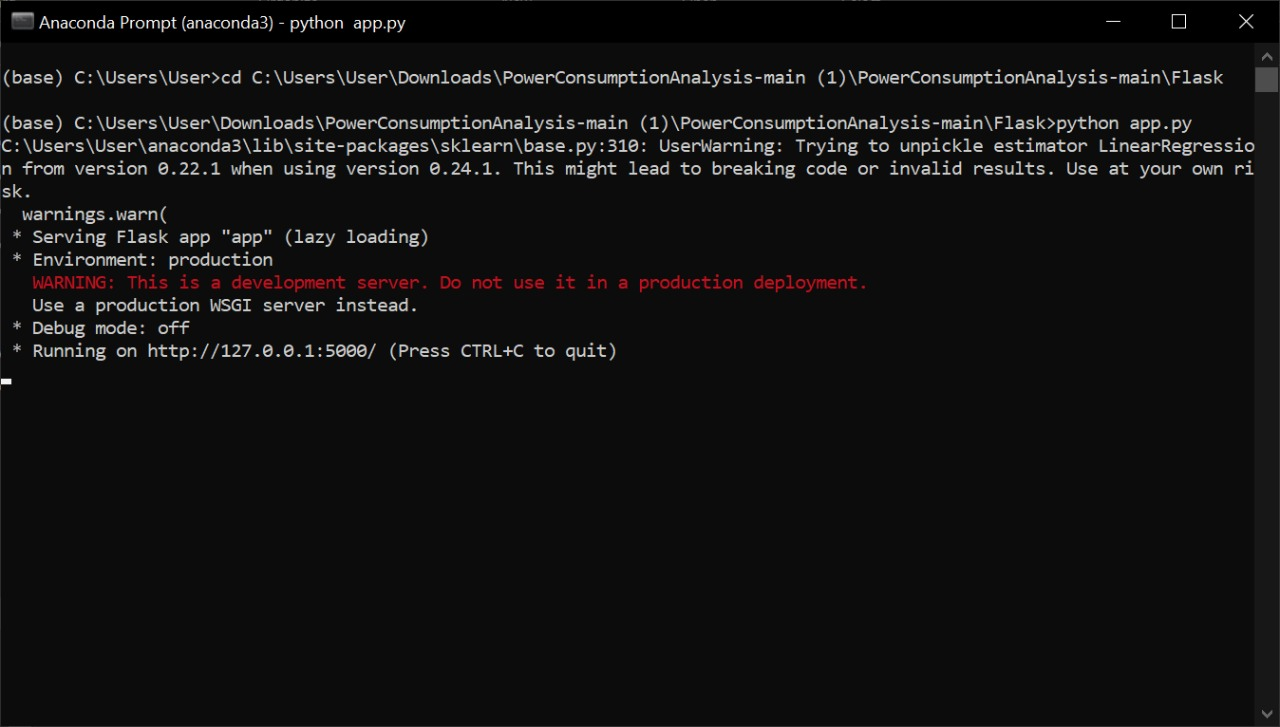 Anaconda Prompt (anaconda3) - python  app.py
(base) C:\Users\User>cd C:\Users\User\Downloads\PowerConsumptionAnalysis-main (1)\PowerConsumptionAnalysis-main\Flask
(base) C:\Users\User\Downloads\PowerConsumptionAnalysis-main (1)\PowerConsumptionAnalysis-main\Flask>python app.py
C:\Users\User\anaconda3\lib\site-packages\sklearn\base.py:310: UserWarning: Trying to unpickle estimator LinearRegressio
n from version 0.22.1 when using version 0.24.1. This might lead to breaking code or invalid results. Use at your own ri
sk.
  warnings.warn(
 * Serving Flask app "app" (lazy loading)
 * Environment: production
   WARNING: This is a development server. Do not use it in a production deployment.
   Use a production WSGI server instead.
 * Debug mode: off
 * Running on http://127.0.0.1:5000/ (Press CTRL+C to quit)